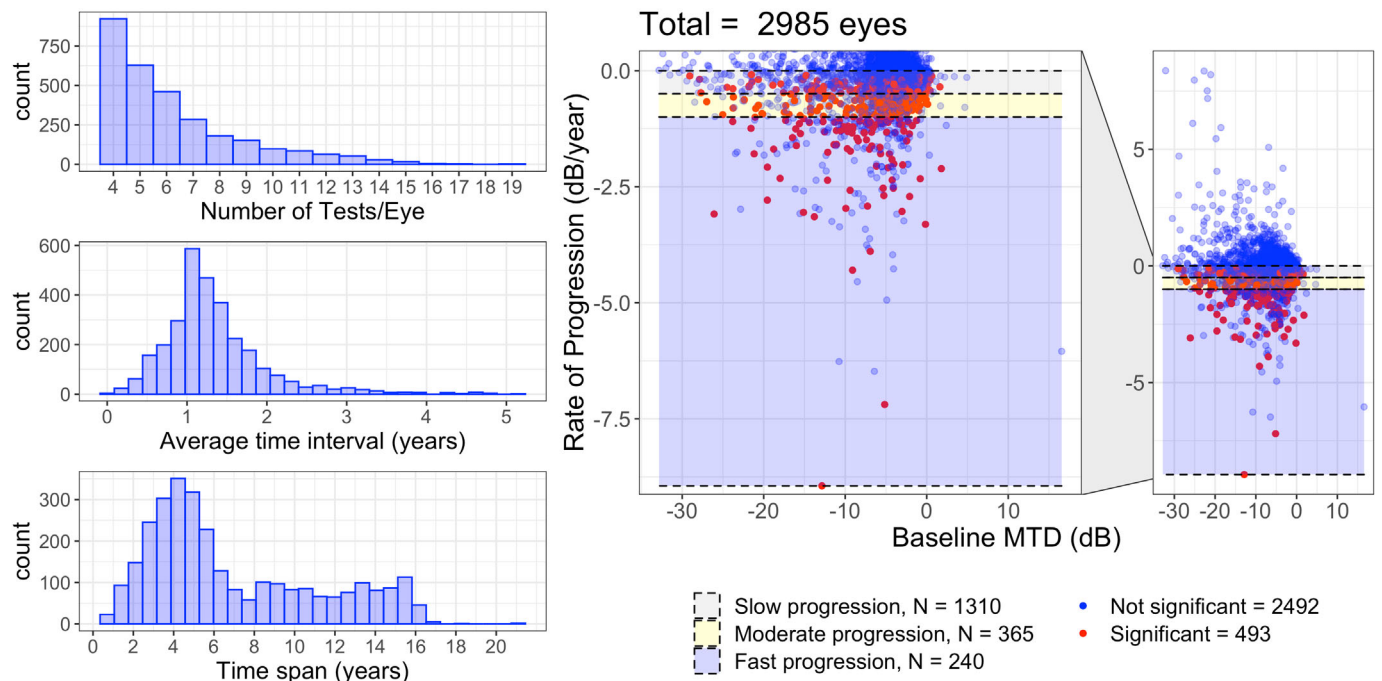 750
500
250
0
count
4 5 6 7 8 9 10 11 12 13 14 15 16 17 18 19
Number of Tests/Eye
600
400
200
0
count
0 1 2 3 4 5
Average time interval (years)
300
200
100
0
count
0 2 4 6 8 10 12 14 16 18 20
Time span (years)
Total = 2985 eyes
0.0
-2.5
-5.0
-7.5
Rate of Progression (dB/year)
-30 -20 -10 0 10
5
0
-5
-30 -20 -10 0 10
Baseline MTD (dB)
Slow progression, N = 1310
Moderate progression, N = 365
Fast progression, N = 240
Not significant = 2492
Significant = 493